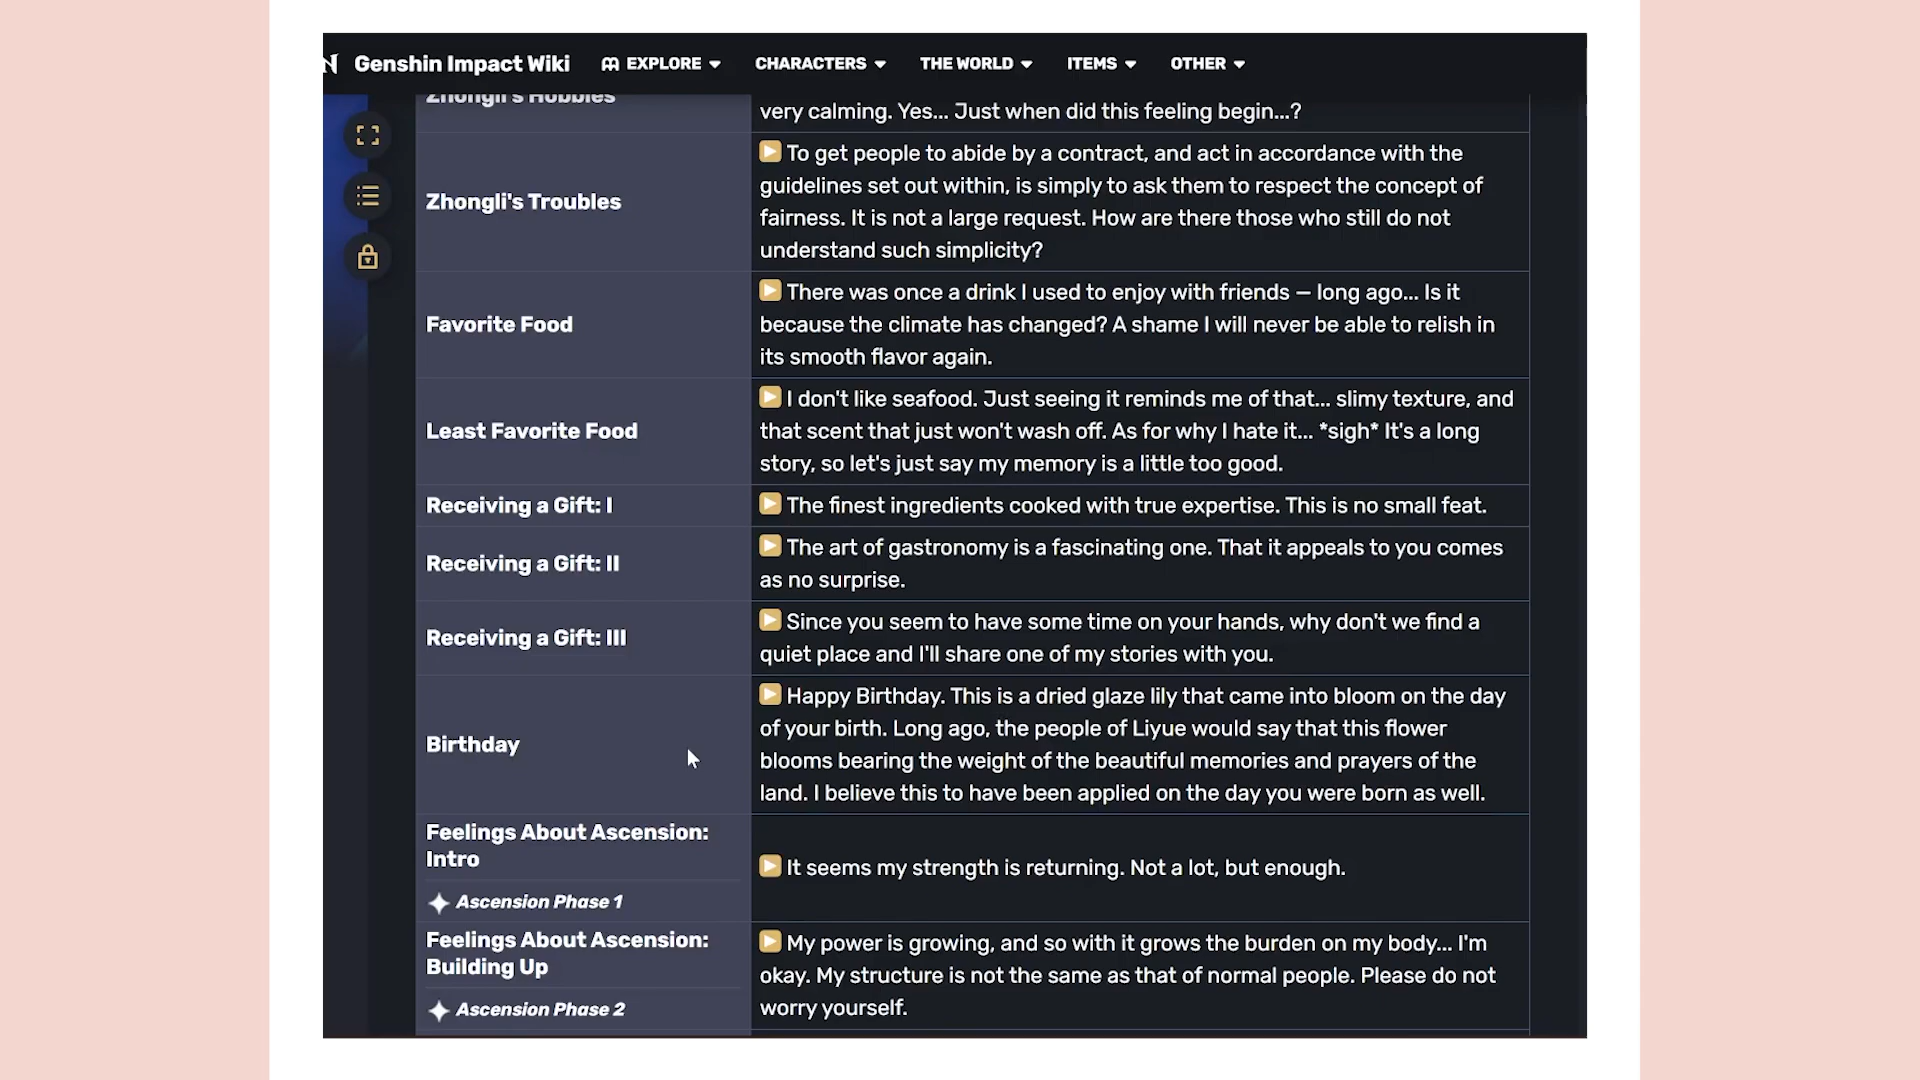 Genshin Impact Wiki EXPLORE CHARACTERS THE WORLD ITEMS OTHER
Zhongli's Hobbies
very calming. Yes... Just when did this feeling begin...?
Zhongli's Troubles
To get people to abide by a contract, and act in accordance with the
guidelines set out within, is simply to ask them to respect the concept of
fairness. It is not a large request. How are there those who still do not
understand such simplicity?
Favorite Food
There was once a drink I used to enjoy with friends — long ago... Is it
because the climate has changed? A shame I will never be able to relish in
its smooth flavor again.
Least Favorite Food
I don't like seafood. Just seeing it reminds me of that... slimy texture, and
that scent that just won't wash off. As for why I hate it... *sigh* It's a long
story, so let's just say my memory is a little too good.
Receiving a Gift: I
The finest ingredients cooked with true expertise. This is no small feat.
Receiving a Gift: II
The art of gastronomy is a fascinating one. That it appeals to you comes
as no surprise.
Receiving a Gift: III
Since you seem to have some time on your hands, why don't we find a
quiet place and I'll share one of my stories with you.
Birthday
Happy Birthday. This is a dried glaze lily that came into bloom on the day
of your birth. Long ago, the people of Liyue would say that this flower
blooms bearing the weight of the beautiful memories and prayers of the
land. I believe this to have been applied on the day you were born as well.
Feelings About Ascension:
Intro
Ascension Phase 1
It seems my strength is returning. Not a lot, but enough.
Feelings About Ascension:
Building Up
Ascension Phase 2
My power is growing, and so with it grows the burden on my body... I'm
okay. My structure is not the same as that of normal people. Please do not
worry yourself.